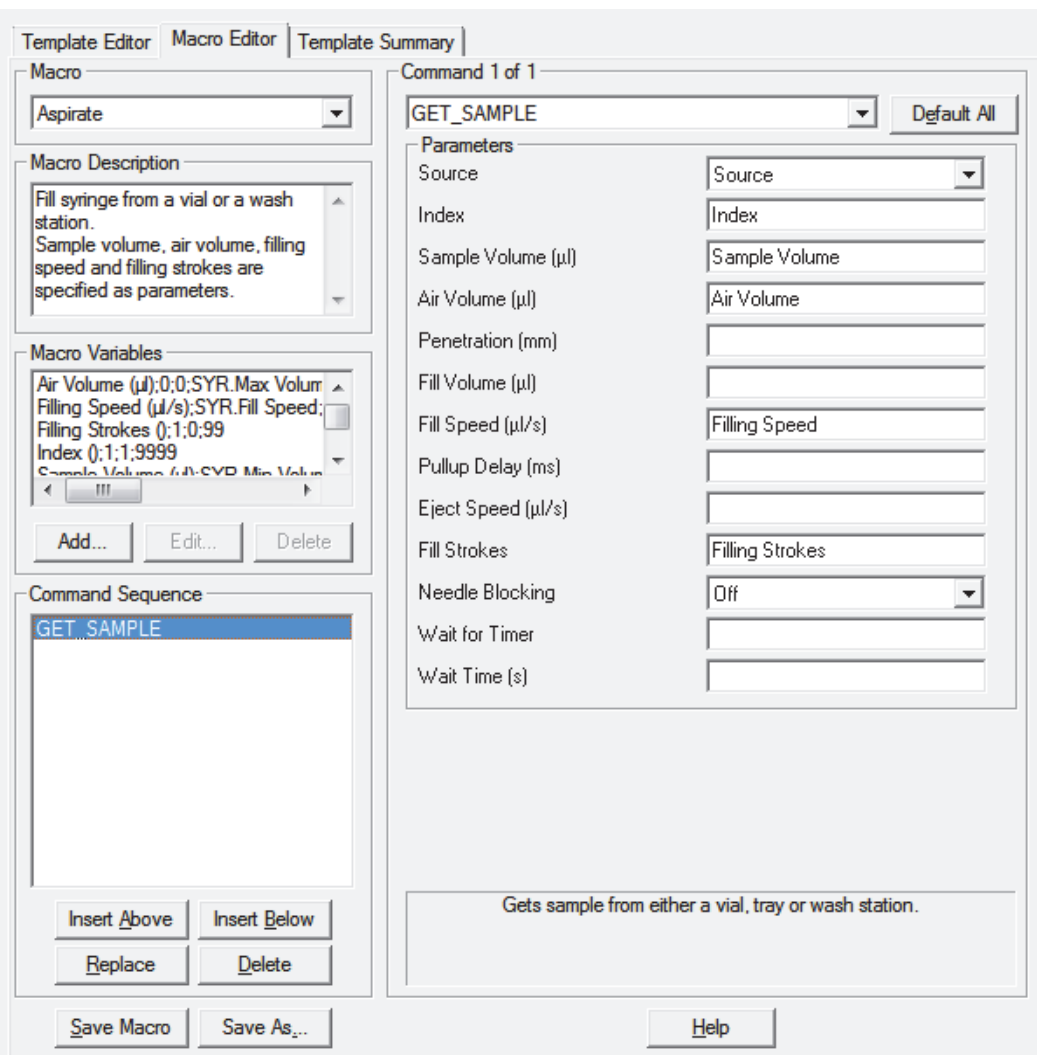 Template Editor
Macro Editor
Template Summary
Macro
Aspirate
Macro Description
Fill syringe from a vial or a wash
station.
Sample volume, air volume, filling
speed and filling strokes are
specified as parameters.
Macro Variables
Air Volume (µl);0;0;SYR.Max Volum
Filling Speed (µl/s);SYR.Fill Speed;
Filling Strokes ();1;0;99
Index ();1;1;9999
Sample Volume (µl);SYR.Min Volum
Add...
Edit...
Delete
Command Sequence
GET_SAMPLE
Insert Above
Insert Below
Replace
Delete
Save Macro
Save As...
Command 1 of 1
GET_SAMPLE
Default All
Parameters
Source
Source
Index
Index
Sample Volume (µl)
Sample Volume
Air Volume (µl)
Air Volume
Penetration (mm)
Fill Volume (µl)
Fill Speed (µl/s)
Filling Speed
Pullup Delay (ms)
Eject Speed (µl/s)
Fill Strokes
Filling Strokes
Needle Blocking
Off
Wait for Timer
Wait Time (s)
Gets sample from either a vial, tray or wash station.
Help